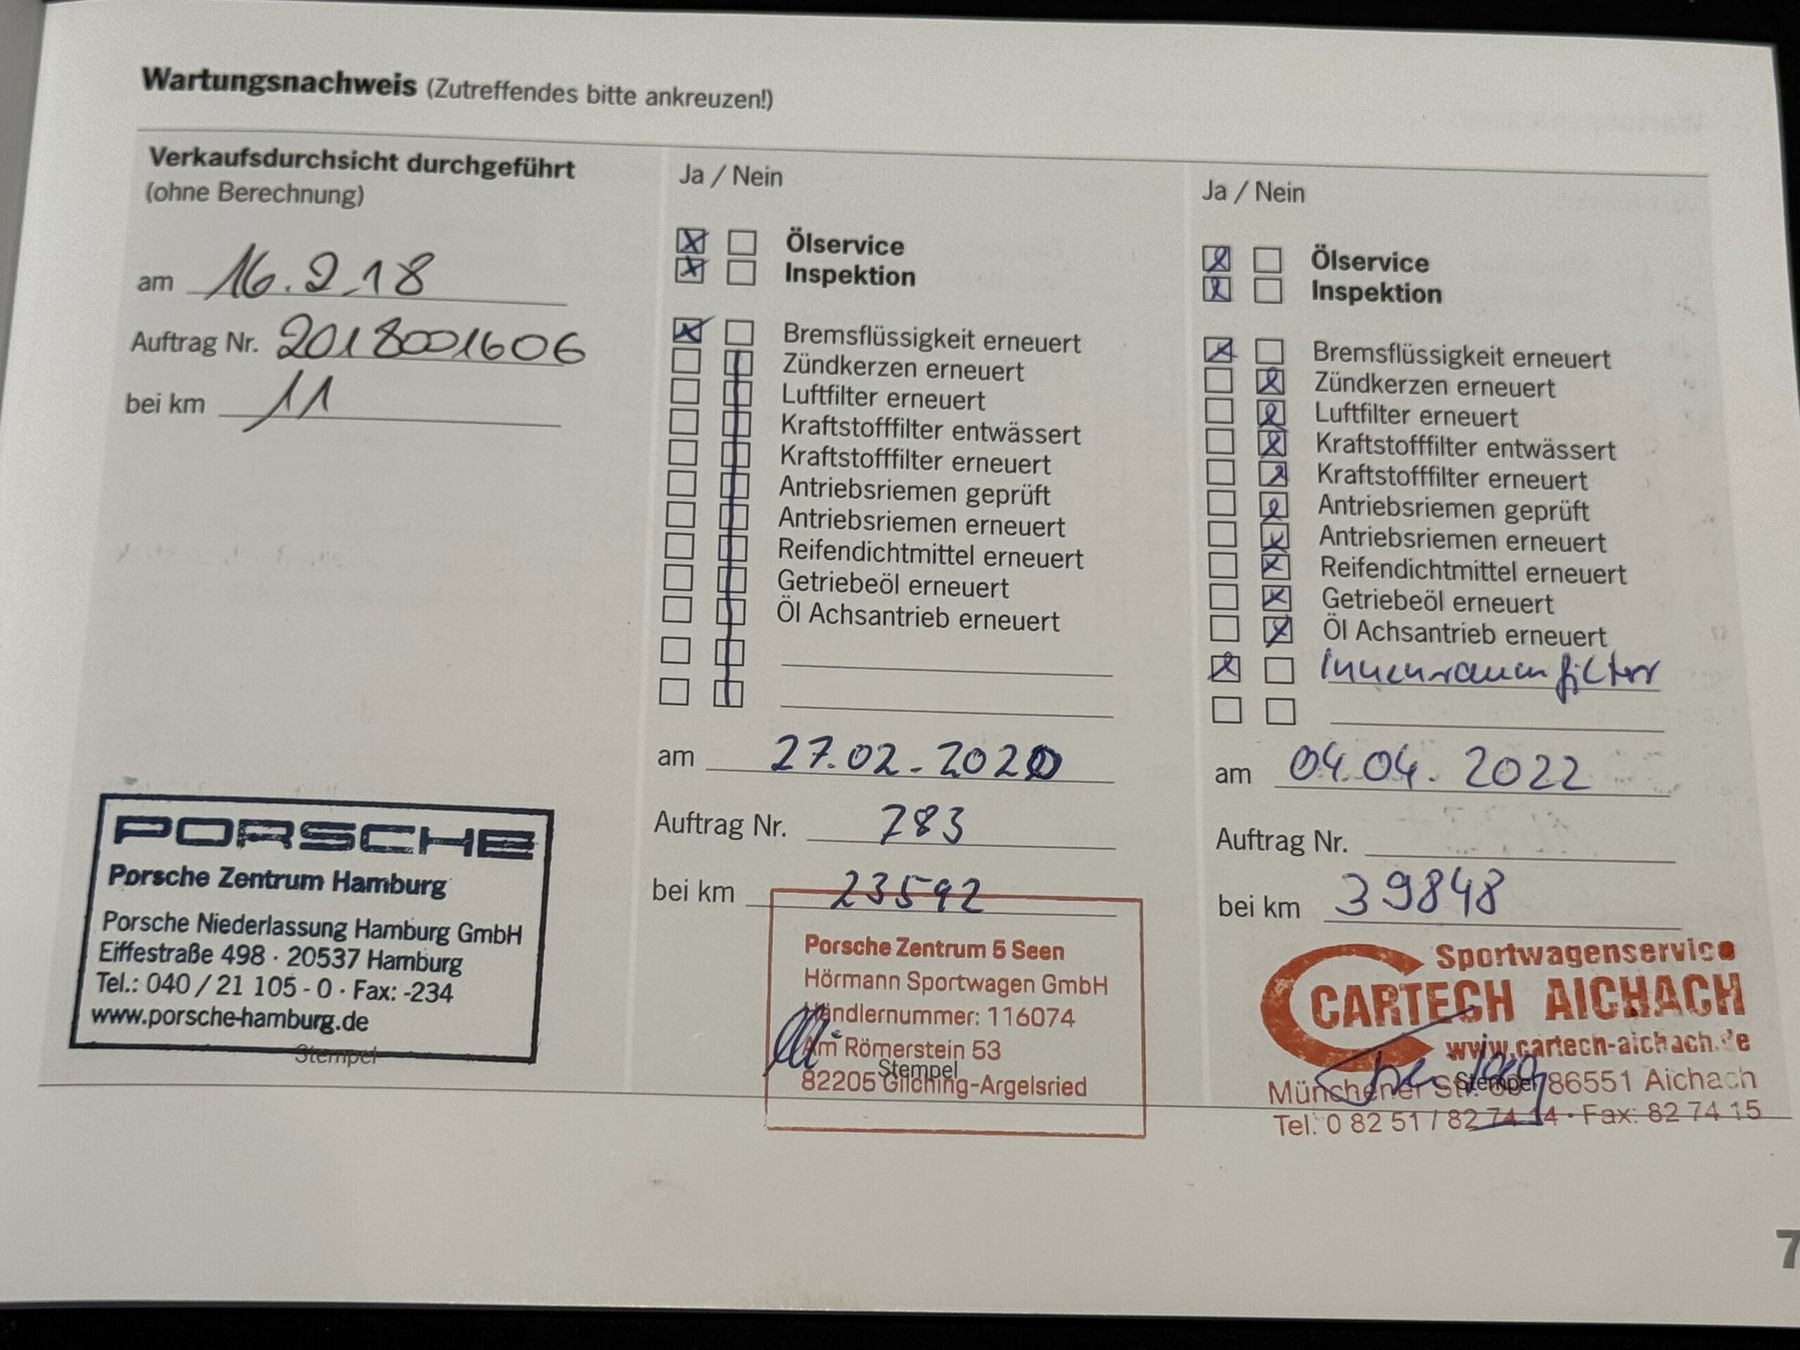 Wartungsnachweis (Zutreffendes bitte ankreuzen!)
Verkaufsdurchsicht durchgeführt
(ohne Berechnung)
am 16.2.18
Auftrag Nr. 2018001606
bei km 11
PORSCHE
Porsche Zentrum Hamburg
Porsche Niederlassung Hamburg GmbH
Eiffestraße 498 · 20537 Hamburg
Tel.: 040 / 21 105 - 0 · Fax: -234
www.porsche-hamburg.de
Stempel
Ja / Nein
Ölservice
Inspektion
Bremsflüssigkeit erneuert
Zündkerzen erneuert
Luftfilter erneuert
Kraftstofffilter entwässert
Kraftstofffilter erneuert
Antriebsriemen geprüft
Antriebsriemen erneuert
Reifendichtmittel erneuert
Getriebeöl erneuert
Öl Achsantrieb erneuert
am 27.02.2020
Auftrag Nr. 783
bei km 23592
Porsche Zentrum 5 Seen
Hörmann Sportwagen GmbH
Händlernummer: 116074
Am Römerstein 53
Stempel
82205 Gilching-Argelsried
Ja / Nein
Ölservice
Inspektion
Bremsflüssigkeit erneuert
Zündkerzen erneuert
Luftfilter erneuert
Kraftstofffilter entwässert
Kraftstofffilter erneuert
Antriebsriemen geprüft
Antriebsriemen erneuert
Reifendichtmittel erneuert
Getriebeöl erneuert
Öl Achsantrieb erneuert
Innenraumfilter
am 04.04.2022
Auftrag Nr.
bei km 39848
Sportwagenservice
CARTECH AICHACH
www.cartech-aichach.de
Stempel
Münchener Str. 86551 Aichach
Tel: 0 82 51 / 82 74 14 · Fax: 82 74 15
7